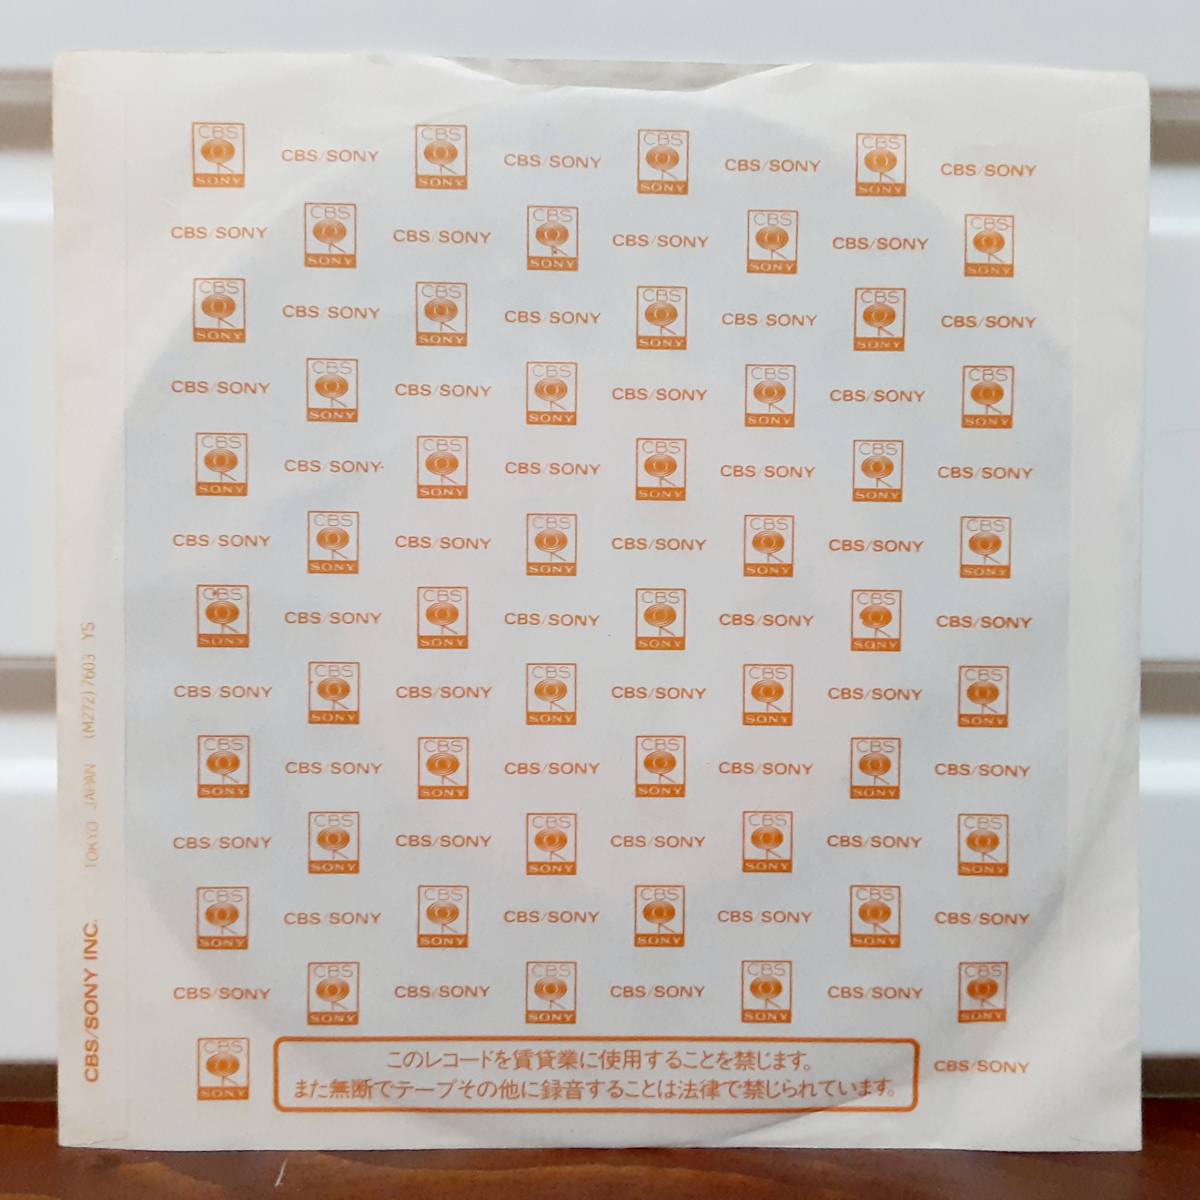 CBS SONY CBS/SONY CBS SONY CBS/SONY CBS SONY CBS/SONY CBS SONY CBS/SONY
CBS/SONY CBS SONY CBS/SONY CBS SONY CBS/SONY CBS SONY CBS/SONY CBS SONY
CBS SONY CBS/SONY CBS SONY CBS/SONY CBS SONY CBS/SONY CBS SONY CBS/SONY
CBS/SONY CBS SONY CBS/SONY CBS SONY CBS/SONY CBS SONY CBS/SONY CBS SONY
CBS SONY CBS/SONY CBS SONY CBS/SONY CBS SONY CBS/SONY CBS SONY CBS/SONY
CBS/SONY CBS SONY CBS/SONY CBS SONY CBS/SONY CBS SONY CBS/SONY CBS SONY
CBS SONY CBS/SONY CBS SONY CBS/SONY CBS SONY CBS/SONY CBS SONY CBS/SONY
CBS/SONY CBS SONY CBS/SONY CBS SONY CBS/SONY CBS SONY CBS/SONY CBS SONY
CBS SONY CBS/SONY CBS SONY CBS/SONY CBS SONY CBS/SONY CBS SONY CBS/SONY
CBS/SONY CBS SONY CBS/SONY CBS SONY CBS/SONY CBS SONY CBS/SONY CBS SONY
CBS SONY CBS/SONY CBS SONY CBS/SONY CBS SONY CBS/SONY CBS SONY CBS/SONY
CBS/SONY CBS SONY CBS/SONY CBS SONY CBS/SONY CBS SONY CBS/SONY CBS SONY
CBS SONY
このレコードを賃貸業に使用することを禁じます。
また無断でテープその他に録音することは法律で禁じられています。
CBS/SONY
CBS/SONY INC. TOKYO JAPAN (M272) 7603 YS